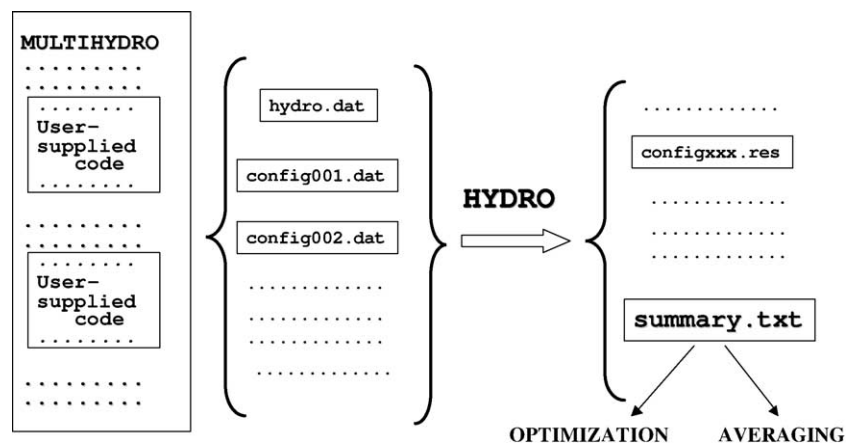 MULTIHYDRO
. . . . . . . . .
. . . . . . . . .
. . . . . . . .
User-
supplied
code
. . . . . . . .
. . . . . . . . .
. . . . . . . . .
. . . . . . . .
User-
supplied
code
. . . . . . . .
. . . . . . . . .
. . . . . . . . .
hydro.dat
config001.dat
config002.dat
. . . . . . . . . . . . .
. . . . . . . . . . . . .
. . . . . . . . . . . . .
. . . . . . . . . . . . .
HYDRO
. . . . . . . . . . . . .
configxxx.res
. . . . . . . . . . . . .
. . . . . . . . . . . . .
. . . . . . . . . . . . .
summary.txt
OPTIMIZATION
AVERAGING